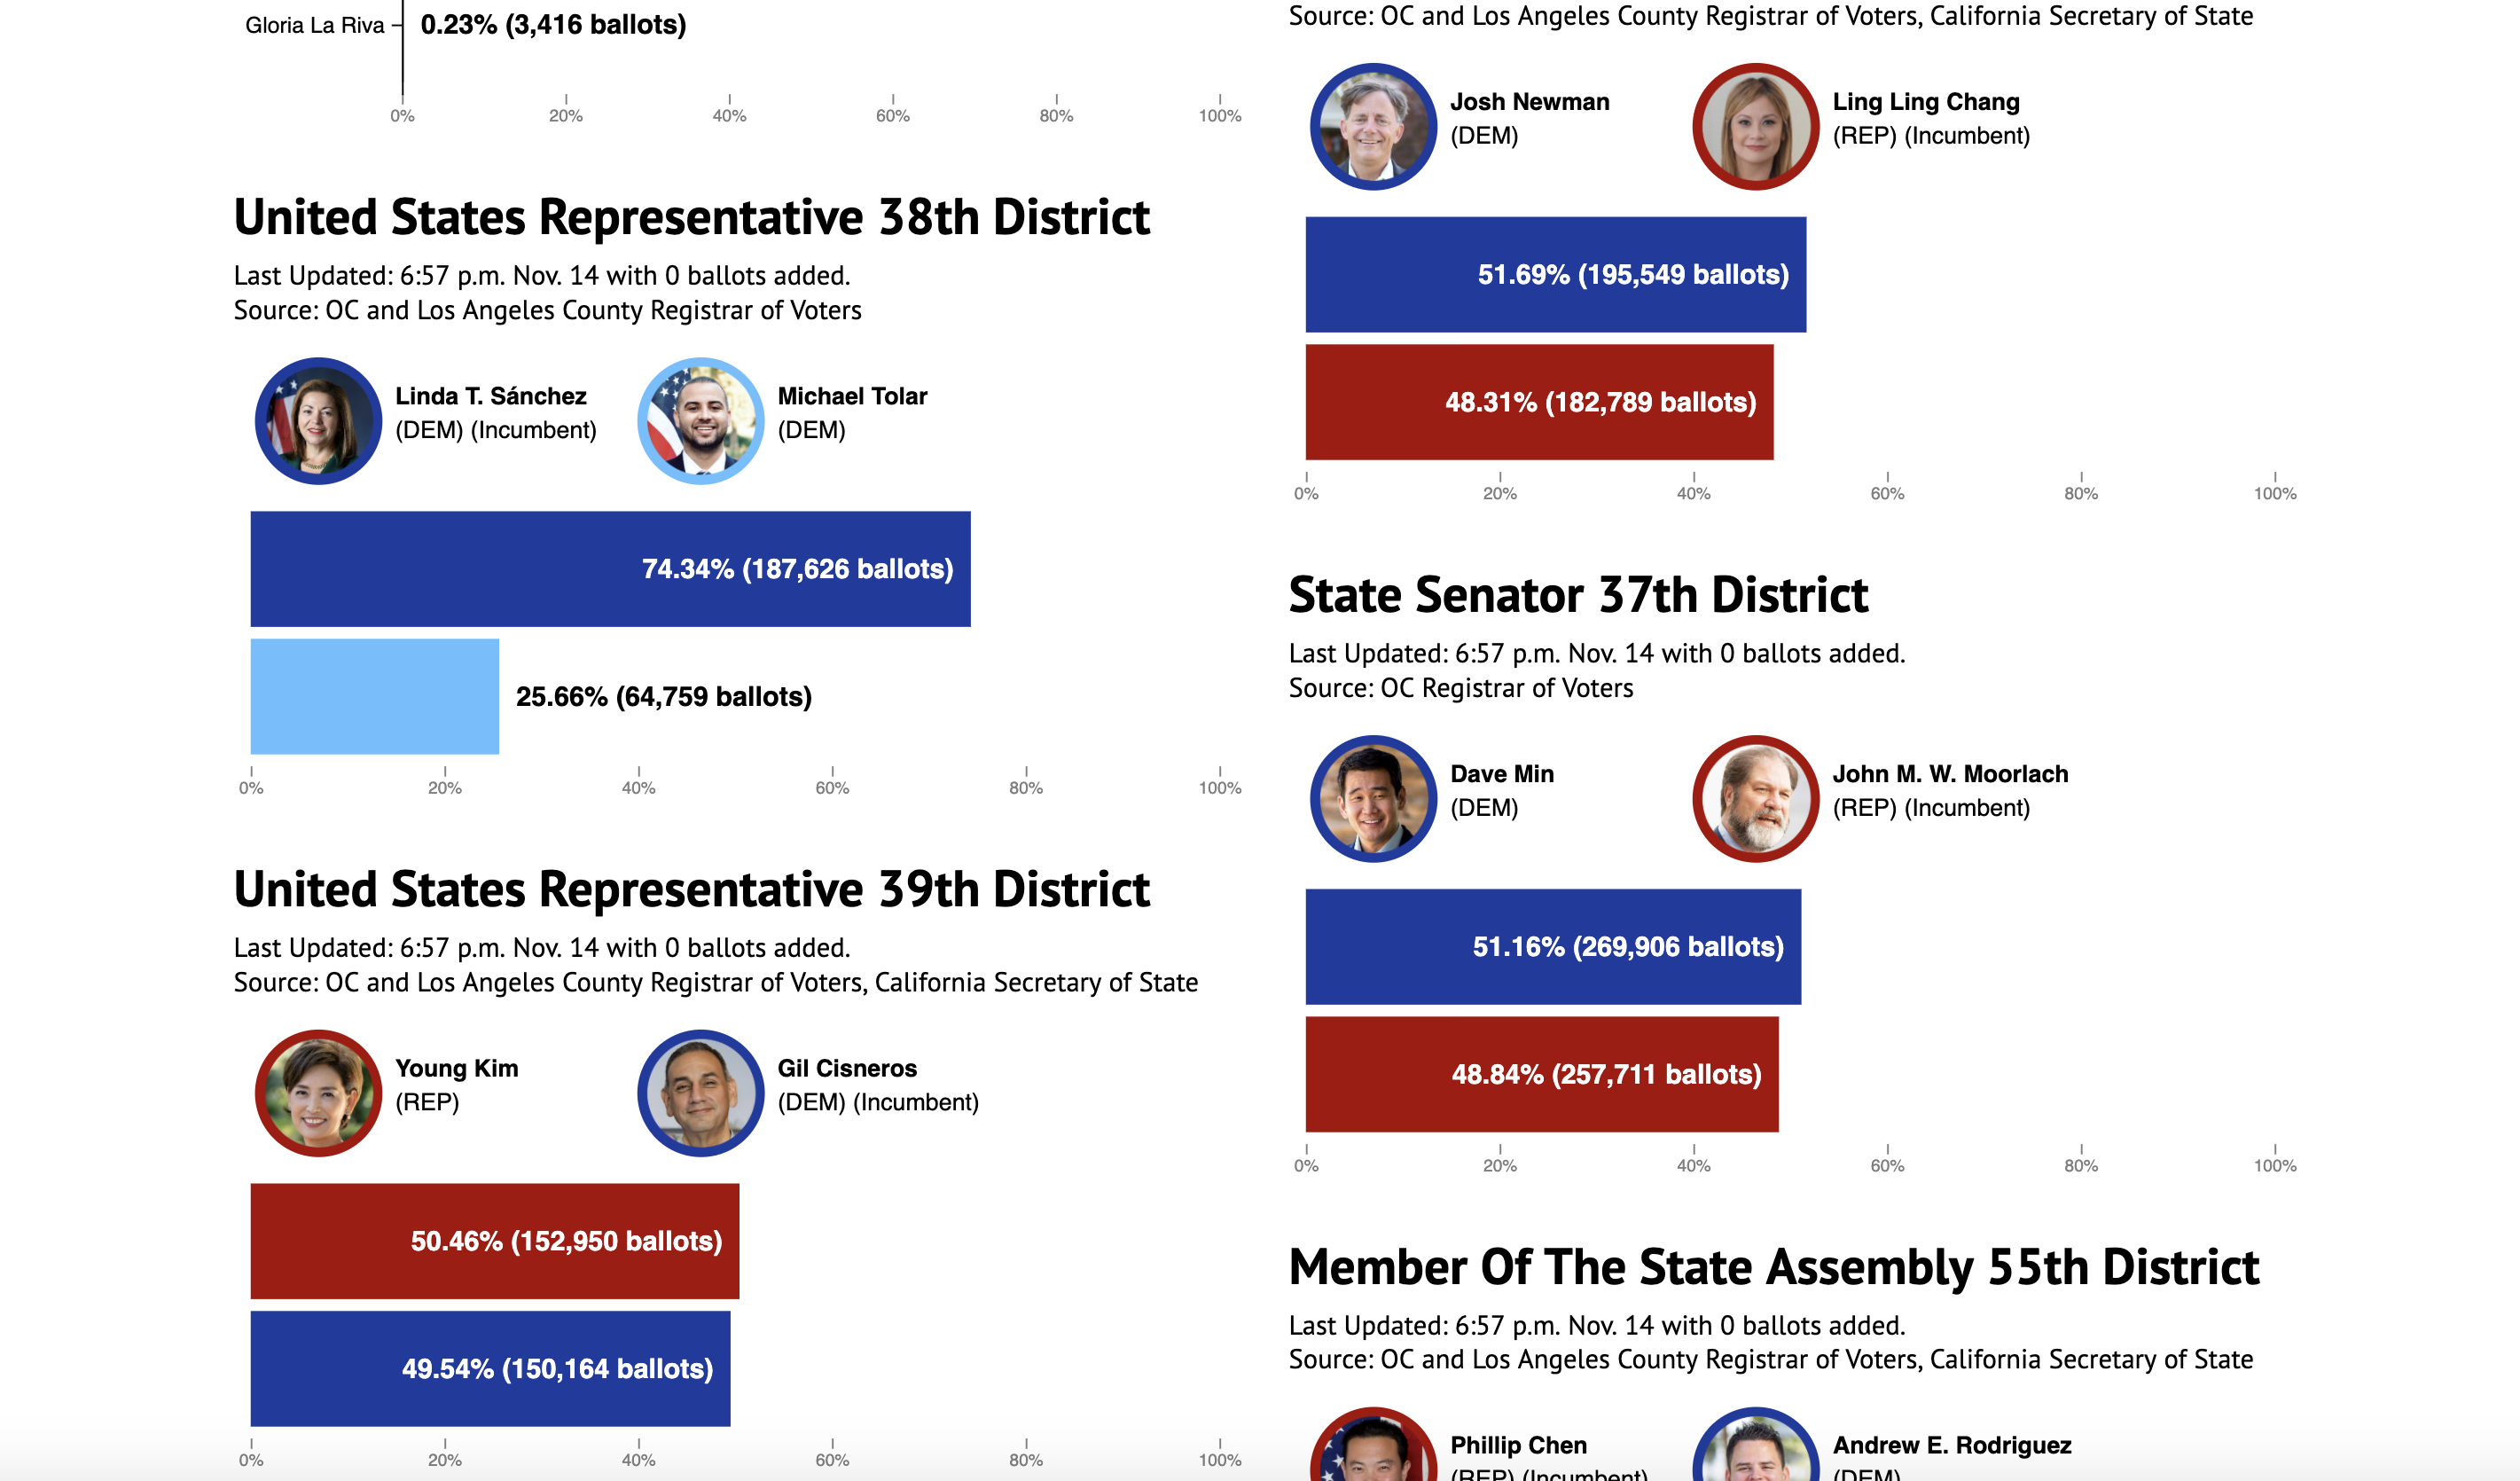 Gloria La Riva
0.23% (3,416 ballots)
0% 20% 40% 60% 80% 100%
United States Representative 38th District
Last Updated: 6:57 p.m. Nov. 14 with 0 ballots added.
Source: OC and Los Angeles County Registrar of Voters
Linda T. Sánchez
(DEM) (Incumbent)
Michael Tolar
(DEM)
74.34% (187,626 ballots)
25.66% (64,759 ballots)
0% 20% 40% 60% 80% 100%
United States Representative 39th District
Last Updated: 6:57 p.m. Nov. 14 with 0 ballots added.
Source: OC and Los Angeles County Registrar of Voters, California Secretary of State
Young Kim
(REP)
Gil Cisneros
(DEM) (Incumbent)
50.46% (152,950 ballots)
49.54% (150,164 ballots)
0% 20% 40% 60% 80% 100%
Source: OC and Los Angeles County Registrar of Voters, California Secretary of State
Josh Newman
(DEM)
Ling Ling Chang
(REP) (Incumbent)
51.69% (195,549 ballots)
48.31% (182,789 ballots)
0% 20% 40% 60% 80% 100%
State Senator 37th District
Last Updated: 6:57 p.m. Nov. 14 with 0 ballots added.
Source: OC Registrar of Voters
Dave Min
(DEM)
John M. W. Moorlach
(REP) (Incumbent)
51.16% (269,906 ballots)
48.84% (257,711 ballots)
0% 20% 40% 60% 80% 100%
Member Of The State Assembly 55th District
Last Updated: 6:57 p.m. Nov. 14 with 0 ballots added.
Source: OC and Los Angeles County Registrar of Voters, California Secretary of State
Phillip Chen
(REP) (Incumbent)
Andrew E. Rodriguez
(DEM)